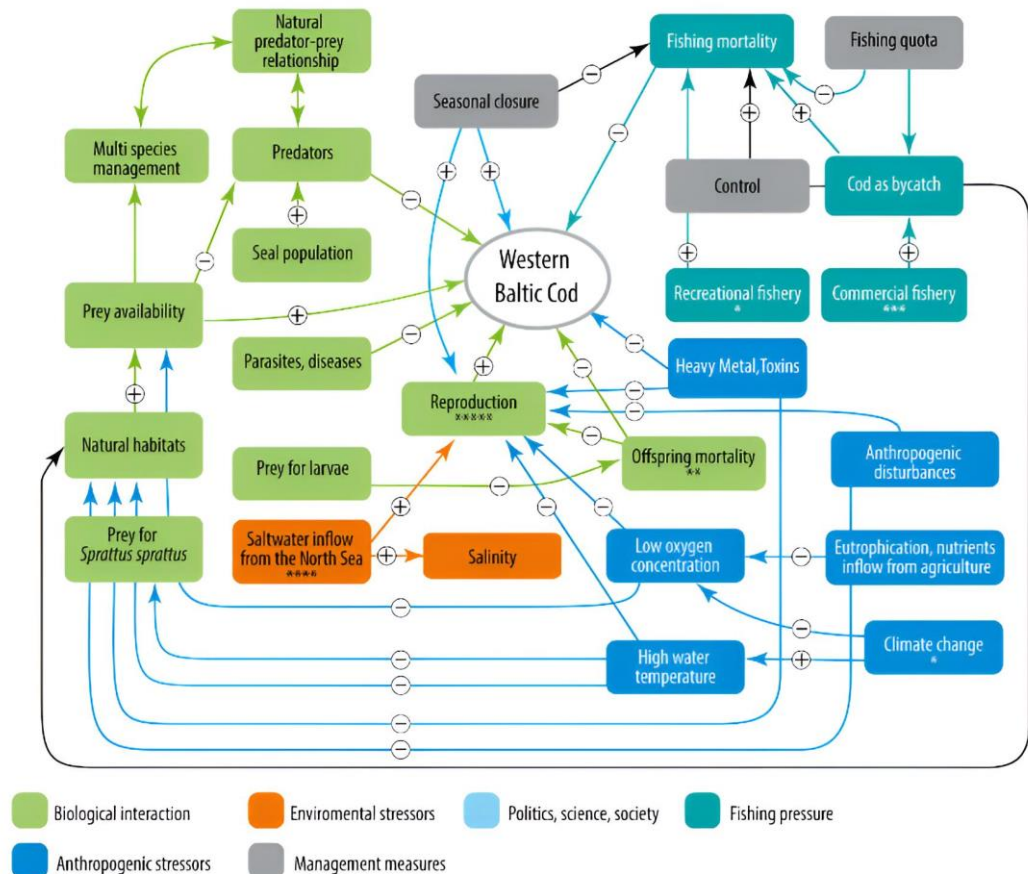 Natural
predator-prey
relationship
Fishing mortality
Fishing quota
Seasonal closure
Multi species
management
Predators
Control
Cod as bycatch
Seal population
Western
Baltic Cod
Prey availability
Recreational fishery
*
Commercial fishery
***
Parasites, diseases
Heavy Metal,Toxins
Reproduction
*****
Natural habitats
Prey for larvae
Offspring mortality
**
Anthropogenic
disturbances
Prey for
Sprattus sprattus
Saltwater inflow
from the North Sea
****
Salinity
Low oxygen
concentration
Eutrophication, nutrients
inflow from agriculture
High water
temperature
Climate change
*
Biological interaction
Enviromental stressors
Politics, science, society
Fishing pressure
Anthropogenic stressors
Management measures